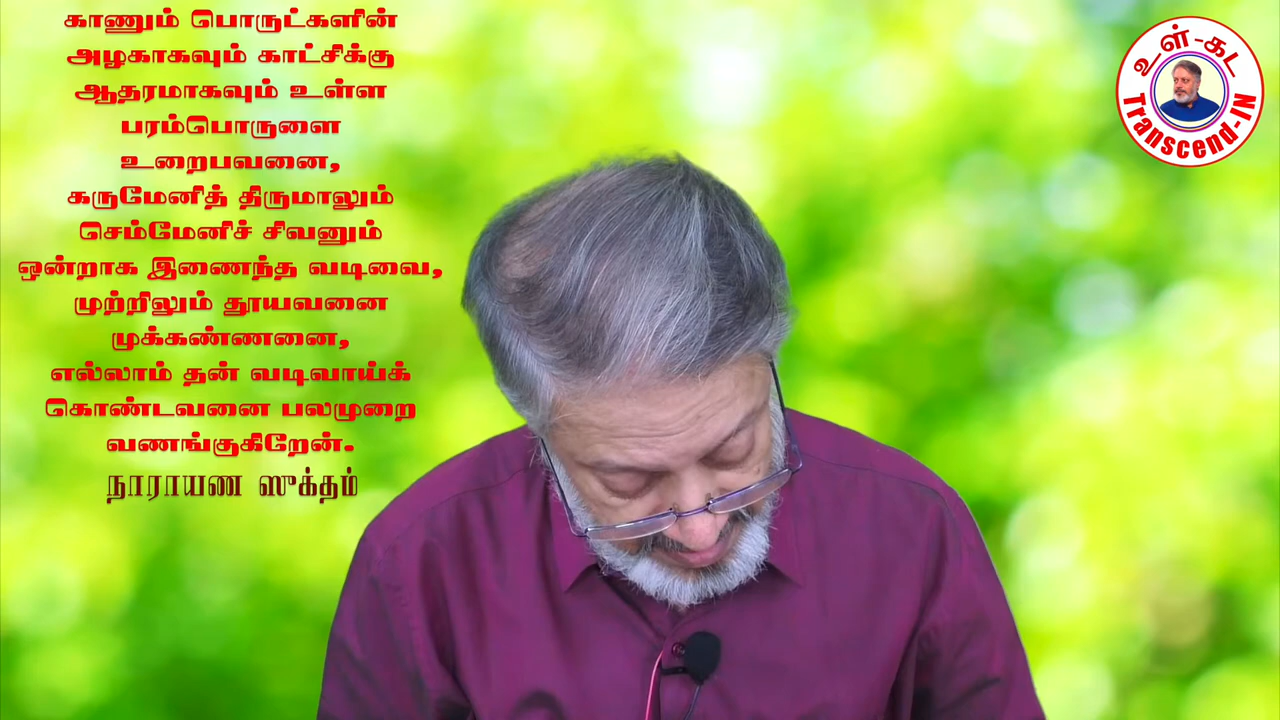 காணும் பொருட்களின்
அழகாகவும் காட்சிக்கு
ஆதரமாகவும் உள்ள
பரம்பொருளை
உறைபவனை,
கருமேனித் திருமாலும்
செம்மேனிச் சிவனும்
ஒன்றாக இணைந்த வடிவை,
முற்றிலும் தூயவனை
முக்கண்ணனை,
எல்லாம் தன் வடிவாய்க்
கொண்டவனை பலமுறை
வணங்குகிறேன்.
நாராயண ஸுக்தம்
உள்-கட
Transcend-IN